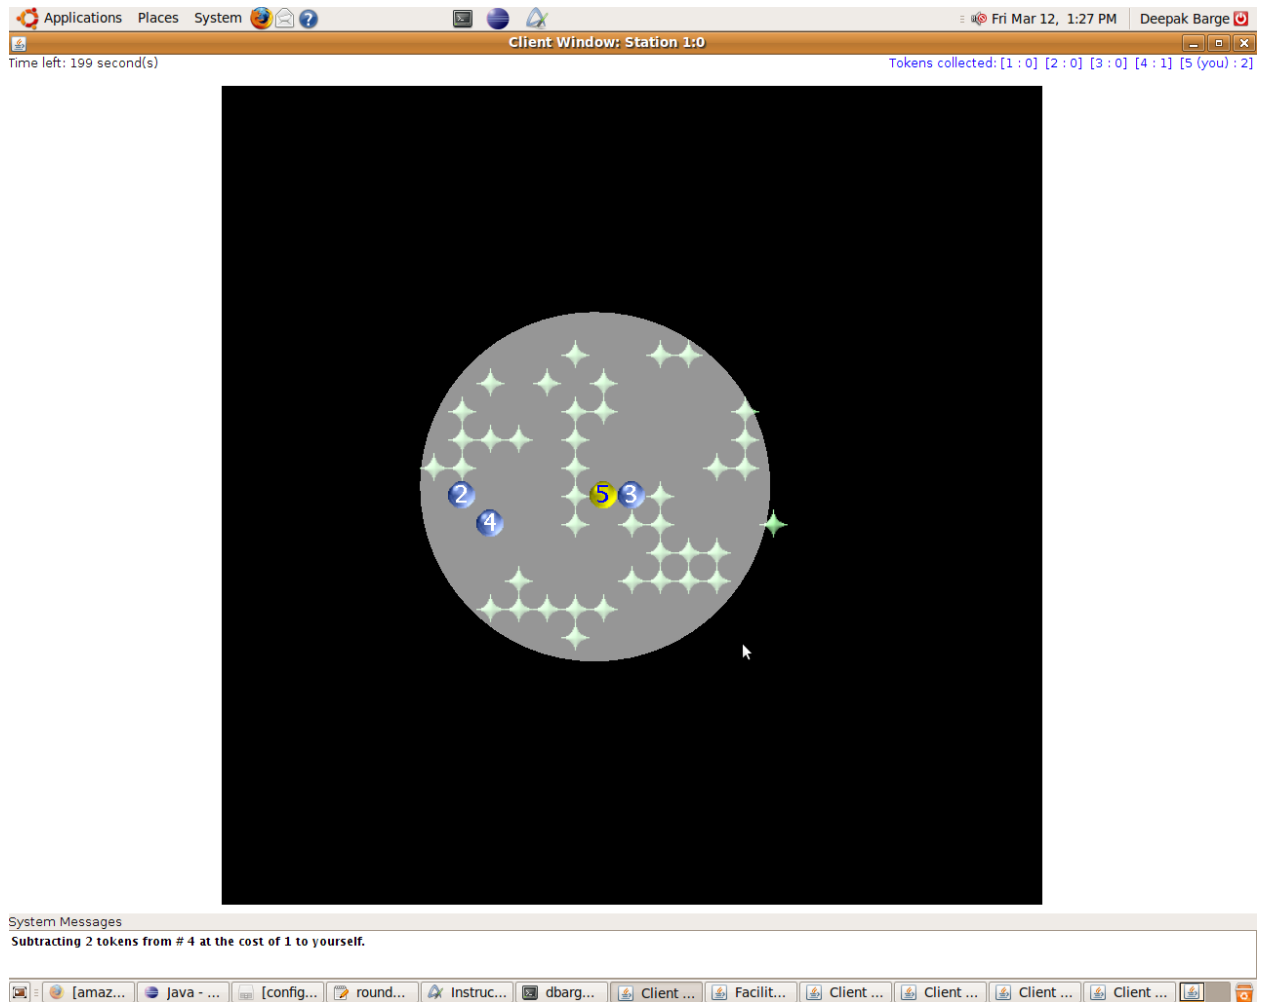 Applications Places System Fri Mar 12, 1:27 PM Deepak Barge
Client Window: Station 1:0
Time left: 199 second(s) Tokens collected: [1 : 0] [2 : 0] [3 : 0] [4 : 1] [5 (you) : 2]
2 5 3
4
System Messages
Subtracting 2 tokens from # 4 at the cost of 1 to yourself.
[amaz... Java - ... [config... round... Instruc... dbarg... Client ... Facilit... Client ... Client ... Client ... Client ...